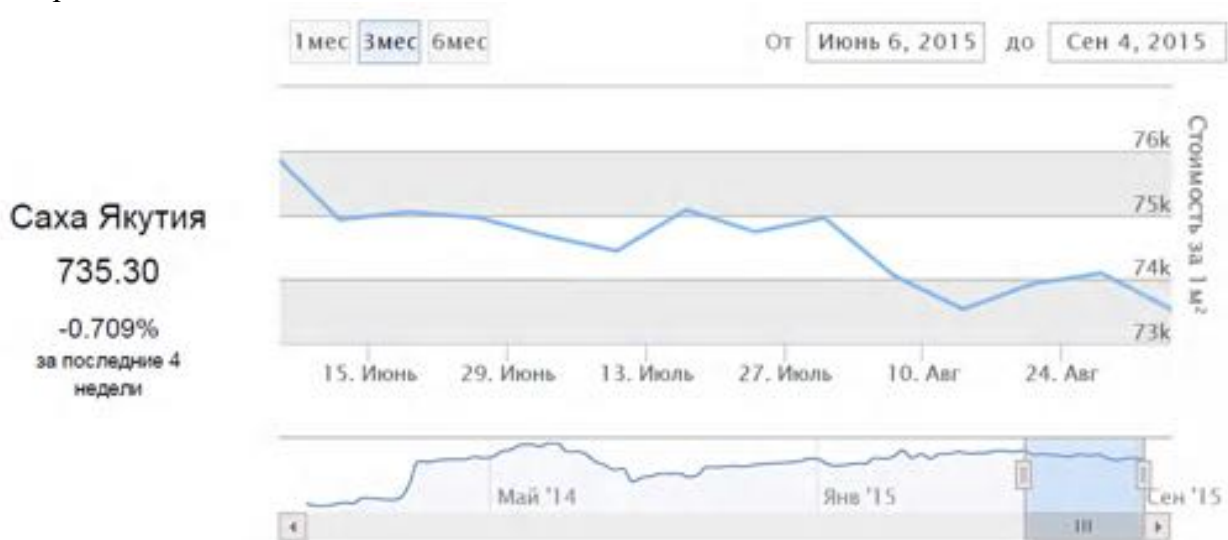 1мес 3мес 6мес От Июнь 6, 2015 до Сен 4, 2015
Саха Якутия
735.30
-0.709%
за последние 4
недели
76k
75k
74k
73k
Стоимость за 1 м²
15. Июнь 29. Июнь 13. Июль 27. Июль 10. Авг 24. Авг
Май '14 Янв '15 Сен '15